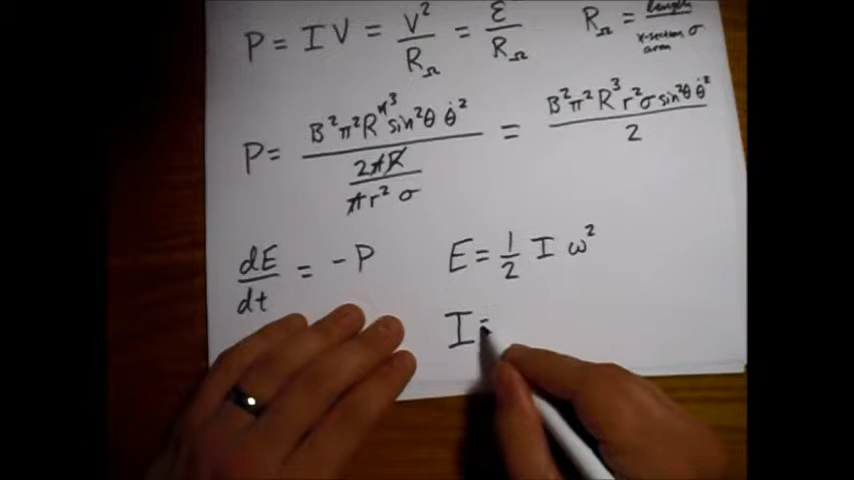 P = I V = V² / R_Ω = ε / R_Ω
R_Ω = length / x-section area σ
P = B²π²R⁴³ sin²θ θ̇² / (2πR / πr² σ) = B²π²R³r²σ sin²θ θ̇² / 2
dE/dt = -P
E = 1/2 I ω²
I =